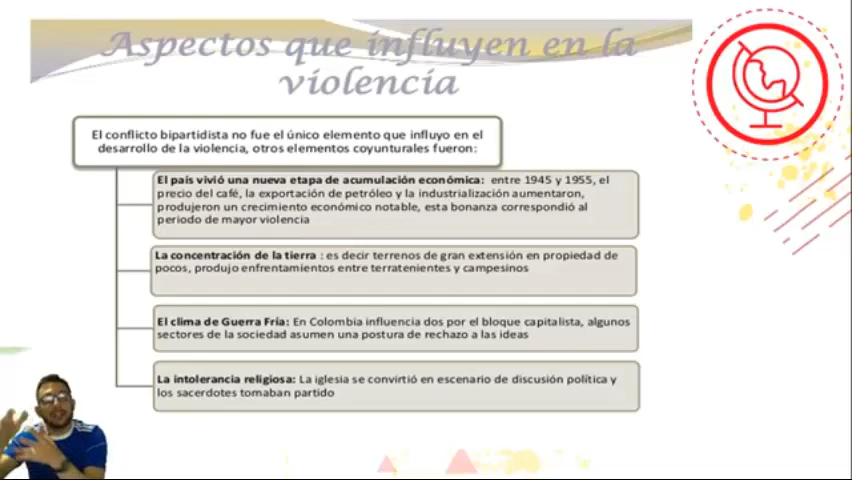 Aspectos que influyen en la
violencia
El conflicto bipartidista no fue el único elemento que influyo en el
desarrollo de la violencia, otros elementos coyunturales fueron:
El país vivió una nueva etapa de acumulación económica: entre 1945 y 1955, el
precio del café, la exportación de petróleo y la industrialización aumentaron,
produjeron un crecimiento económico notable, esta bonanza correspondió al
periodo de mayor violencia
La concentración de la tierra : es decir terrenos de gran extensión en propiedad de
pocos, produjo enfrentamientos entre terratenientes y campesinos
El clima de Guerra Fría: En Colombia influencia dos por el bloque capitalista, algunos
sectores de la sociedad asumen una postura de rechazo a las ideas
La intolerancia religiosa: La iglesia se convirtió en escenario de discusión política y
los sacerdotes tomaban partido